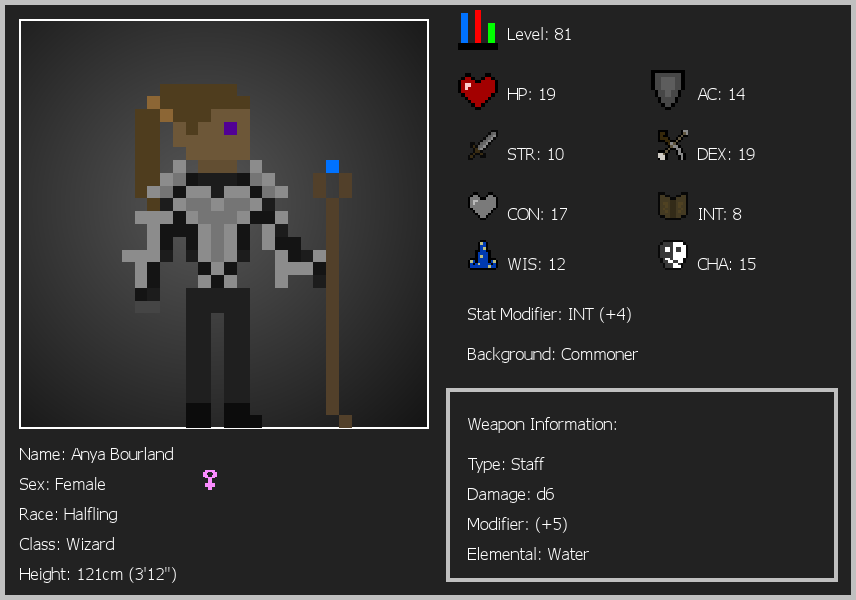 Level: 81
HP: 19
AC: 14
STR: 10
DEX: 19
CON: 17
INT: 8
WIS: 12
CHA: 15
Stat Modifier: INT (+4)
Background: Commoner
Weapon Information:
Type: Staff
Damage: d6
Modifier: (+5)
Elemental: Water
Name: Anya Bourland
Sex: Female
Race: Halfling
Class: Wizard
Height: 121cm (3'12")